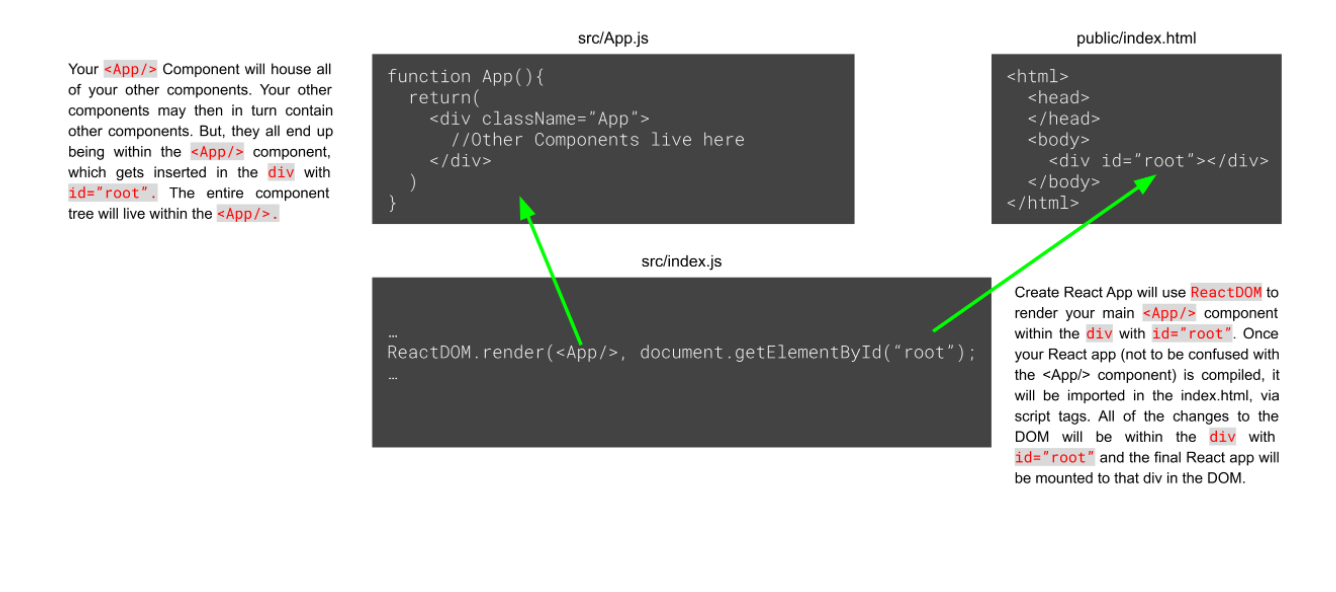 src/App.js
public/index.html
Your <App/> Component will house all
of your other components. Your other
components may then in turn contain
other components. But, they all end up
being within the <App/> component,
which gets inserted in the div with
id=”root”. The entire component
tree will live within the <App/>.
function App(){
  return(
    <div className=”App”>
      //Other Components live here
    </div>
  )
}
<html>
  <head>
  </head>
  <body>
    <div id=”root”></div>
  </body>
</html>
src/index.js
…
ReactDOM.render(<App/>, document.getElementById(“root”);
…
Create React App will use ReactDOM to
render your main <App/> component
within the div with id=”root”. Once
your React app (not to be confused with
the <App/> component) is compiled, it
will be imported in the index.html, via
script tags. All of the changes to the
DOM will be within the div with
id=”root” and the final React app will
be mounted to that div in the DOM.